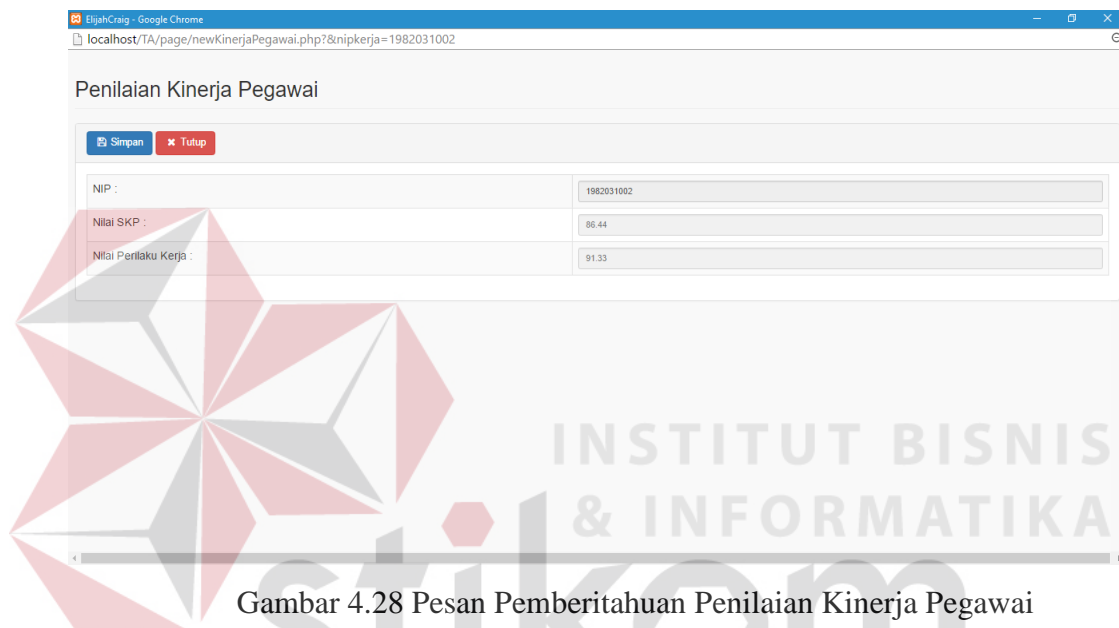 ElijahCraig - Google Chrome
localhost/TA/page/newKinerjaPegawai.php?&nipkerja=1982031002
Penilaian Kinerja Pegawai
Simpan
Tutup
NIP :
1982031002
Nilai SKP :
86.44
Nilai Perilaku Kerja :
91.33
INSTITUT BISNIS
& INFORMATIKA
stikom
Gambar 4.28 Pesan Pemberitahuan Penilaian Kinerja Pegawai